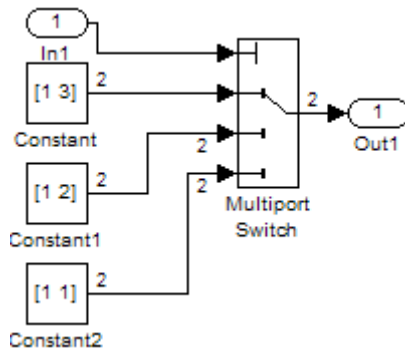 1
In1
[1 3]
2
Constant
[1 2]
2
2
Constant1
[1 1]
2
2
Constant2
Multiport
Switch
2
1
Out1